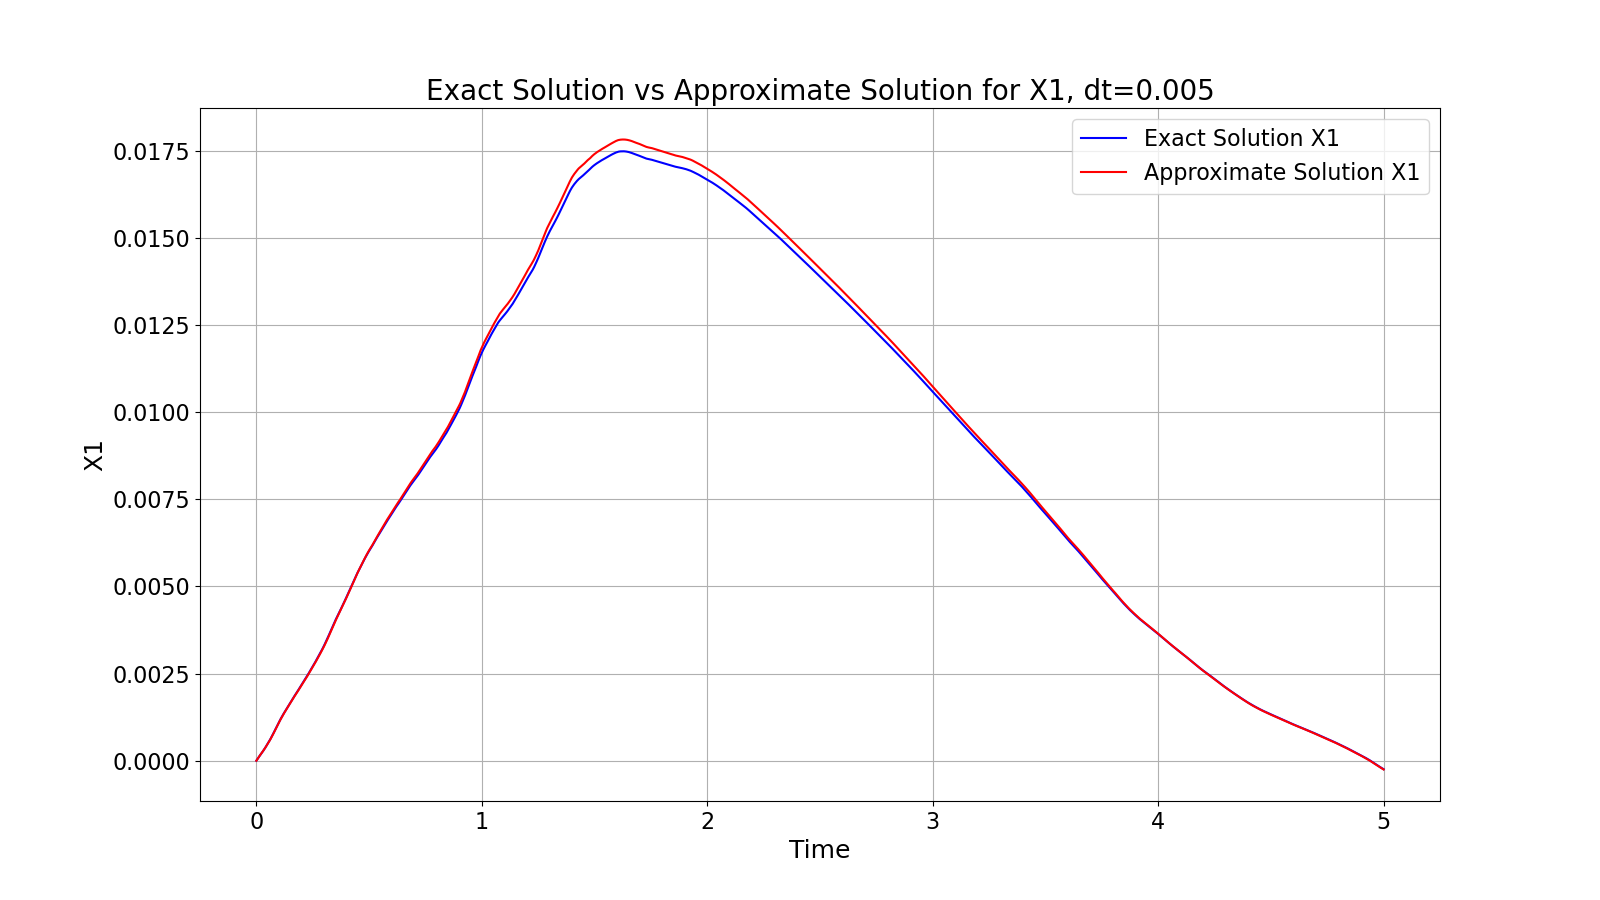 Exact Solution vs Approximate Solution for X1, dt=0.005
Exact Solution X1
Approximate Solution X1
X1
0.0175
0.0150
0.0125
0.0100
0.0075
0.0050
0.0025
0.0000
0 1 2 3 4 5
Time